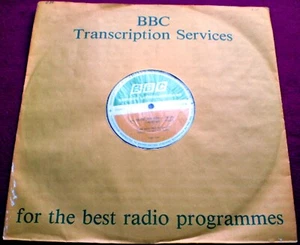 BBC
Transcription Services
BBC
for the best radio programmes